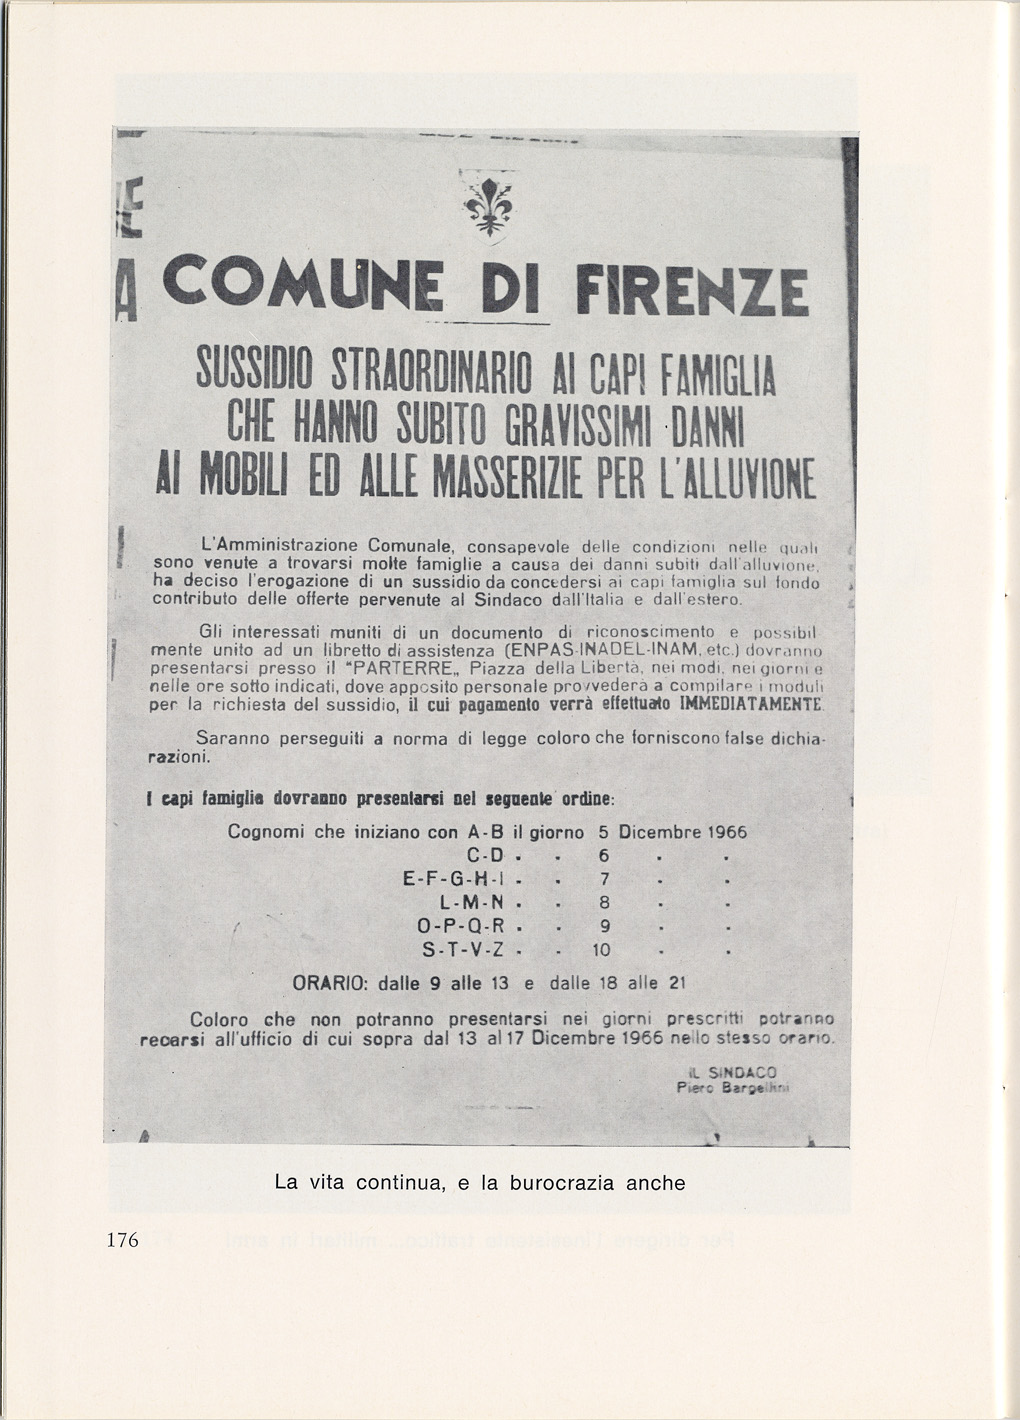 COMUNE DI FIRENZE
SUSSIDIO STRAORDINARIO AI CAPI FAMIGLIA
CHE HANNO SUBITO GRAVISSIMI DANNI
AI MOBILI ED ALLE MASSERIZIE PER L'ALLUVIONE
L'Amministrazione Comunale, consapevole delle condizioni nelle quali
sono venute a trovarsi molte famiglie a causa dei danni subiti dall'alluvione,
ha deciso l'erogazione di un sussidio da concedersi ai capi famiglia sul fondo
contributo delle offerte pervenute al Sindaco dall'Italia e dall'estero.
Gli interessati muniti di un documento di riconoscimento e possibil
mente unito ad un libretto di assistenza (ENPAS-INADEL-INAM, etc.) dovranno
presentarsi presso il "PARTERRE„ Piazza della Libertà, nei modi, nei giorni e
nelle ore sotto indicati, dove apposito personale provvederà a compilare i moduli
per la richiesta del sussidio, il cui pagamento verrà effettuato IMMEDIATAMENTE.
Saranno perseguiti a norma di legge coloro che forniscono false dichia-
razioni.
I capi famiglia dovranno presentarsi nel seguente ordine:
Cognomi che iniziano con A-B il giorno 5 Dicembre 1966
C-D . . 6 . .
E-F-G-H-I . . 7 . .
L-M-N . . 8 . .
O-P-Q-R . . 9 . .
S-T-V-Z . . 10 . .
ORARIO: dalle 9 alle 13 e dalle 18 alle 21
Coloro che non potranno presentarsi nei giorni prescritti potranno
recarsi all'ufficio di cui sopra dal 13 al 17 Dicembre 1966 nello stesso orario.
IL SINDACO
Piero Bargellini
La vita continua, e la burocrazia anche
176